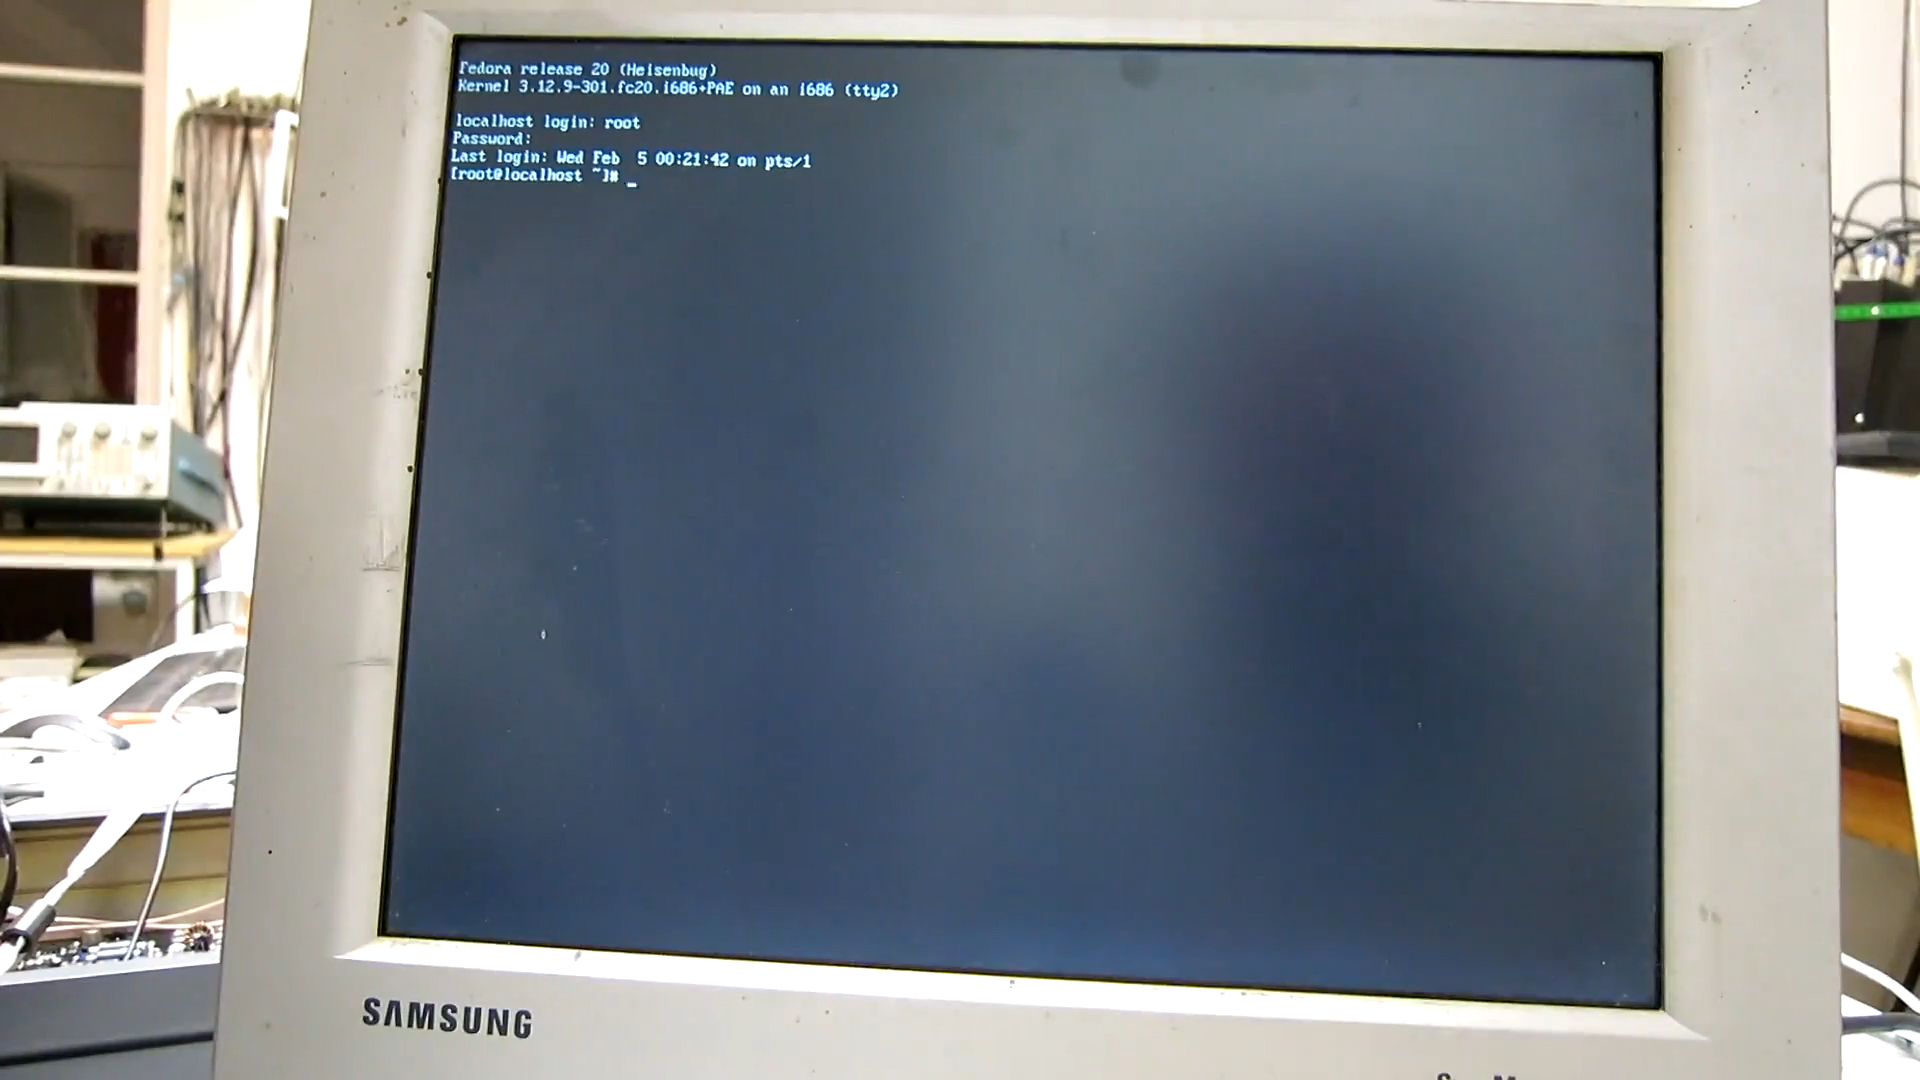 Fedora release 20 (Heisenbug)
Kernel 3.12.9-301.fc20.i686+PAE on an i686 (tty2)
localhost login: root
Password:
Last login: Wed Feb  5 00:21:42 on pts/1
[root@localhost ~]# _
SAMSUNG